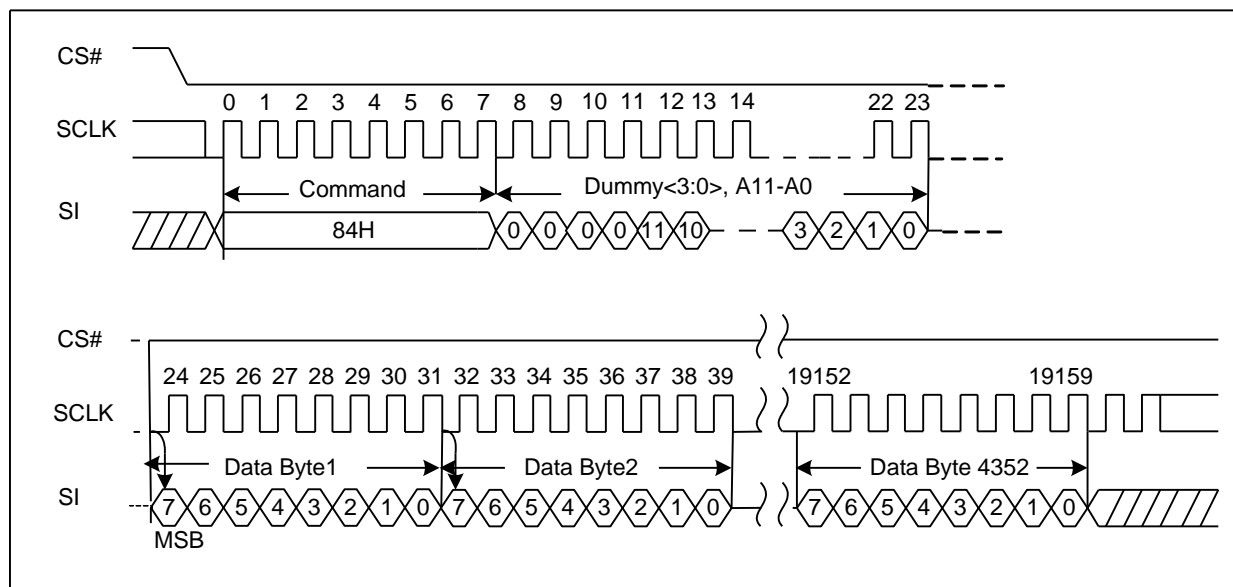 CS#
0 1 2 3 4 5 6 7 8 9 10 11 12 13 14 22 23
SCLK
Command Dummy<3:0>, A11-A0
SI
84H 0 0 0 0 11 10 3 2 1 0
CS#
24 25 26 27 28 29 30 31 32 33 34 35 36 37 38 39 19152 19159
SCLK
Data Byte1 Data Byte2 Data Byte 4352
SI
7 6 5 4 3 2 1 0 7 6 5 4 3 2 1 0 7 6 5 4 3 2 1 0
MSB